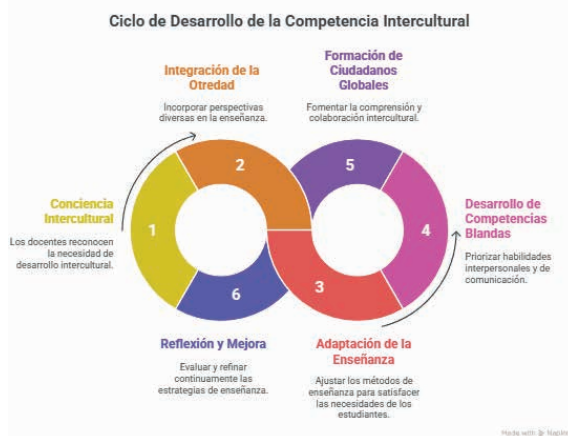 Ciclo de Desarrollo de la Competencia Intercultural
Integración de la
Otredad
Incorporar perspectivas
diversas en la enseñanza.
Formación de
Ciudadanos
Globales
Fomentar la comprensión y
colaboración intercultural.
2
5
Conciencia
Intercultural
Los docentes reconocen
la necesidad de
desarrollo intercultural.
1
4
Desarrollo de
Competencias
Blandas
Priorizar habilidades
interpersonales y de
comunicación.
6
3
Reflexión y Mejora
Evaluar y refinar
continuamente las
estrategias de enseñanza.
Adaptación de la
Enseñanza
Ajustar los métodos de
enseñanza para satisfacer
las necesidades de los
estudiantes.
Made with Napkin